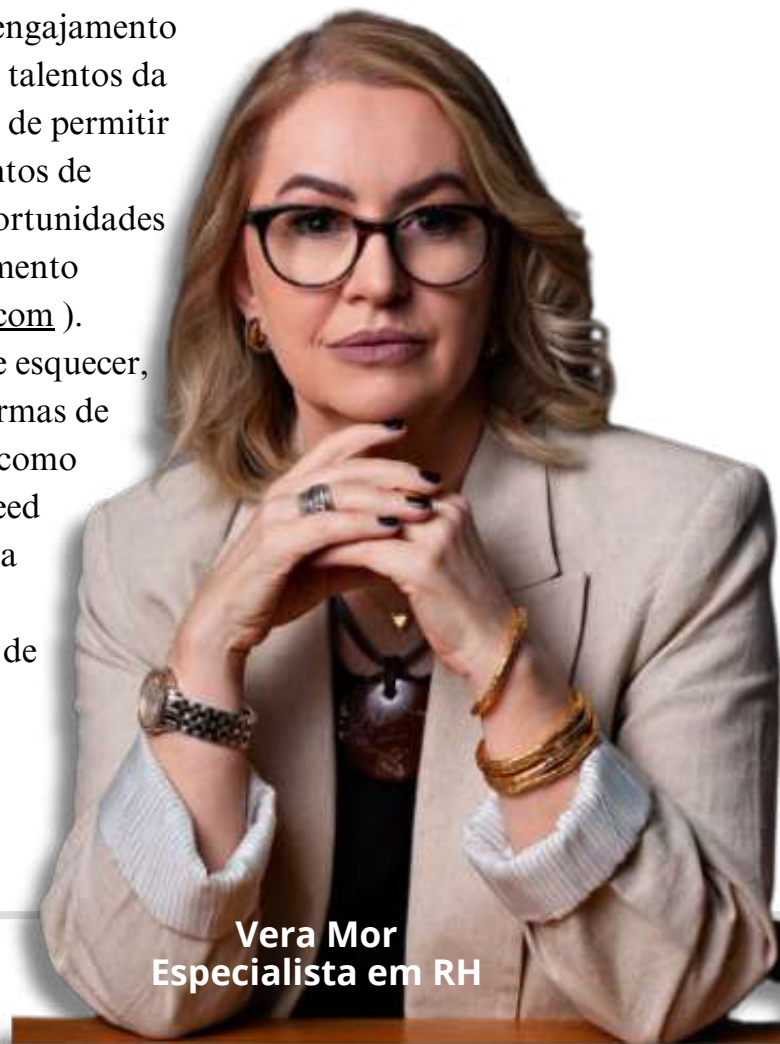 engajamento
talentos da
de permitir
ntos de
ortunidades
mento
com ).
e esquecer,
rmas de
como
eed
a
de
Vera Mor
Especialista em RH